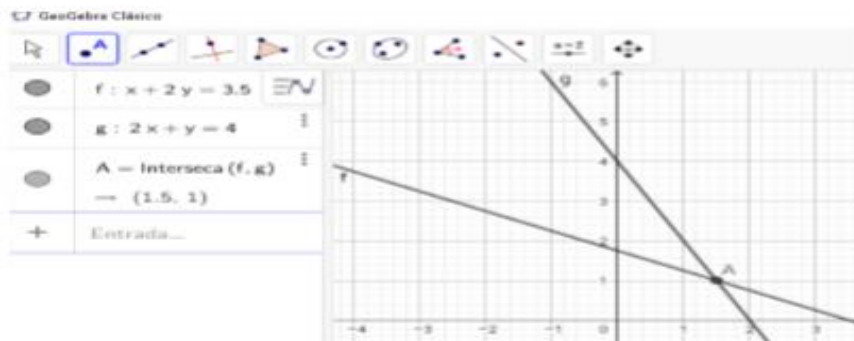 GeoGebra Clásico
A
a=2
f : x + 2 y = 3.5
g : 2 x + y = 4
A = Interseca (f, g)
→ (1.5, 1)
+ Entrada...
g
f
A
6
5
4
3
2
1
-4 -3 -2 -1 0 1 2 3